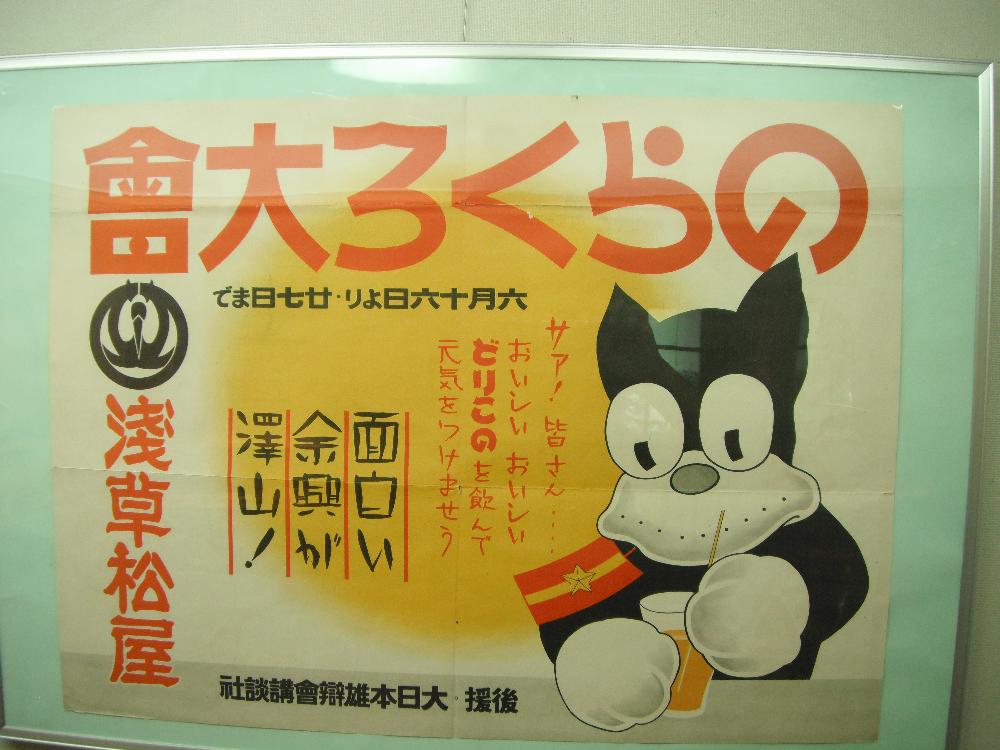 のらくろ大會
六月十六日より・廿七日まで
サア！皆さん‥‥‥
おいしい おいしい
どりこのを飲んで
元気をつけませう
面白い
余興が
澤山！
淺草松屋
後援・大日本雄辯會講談社